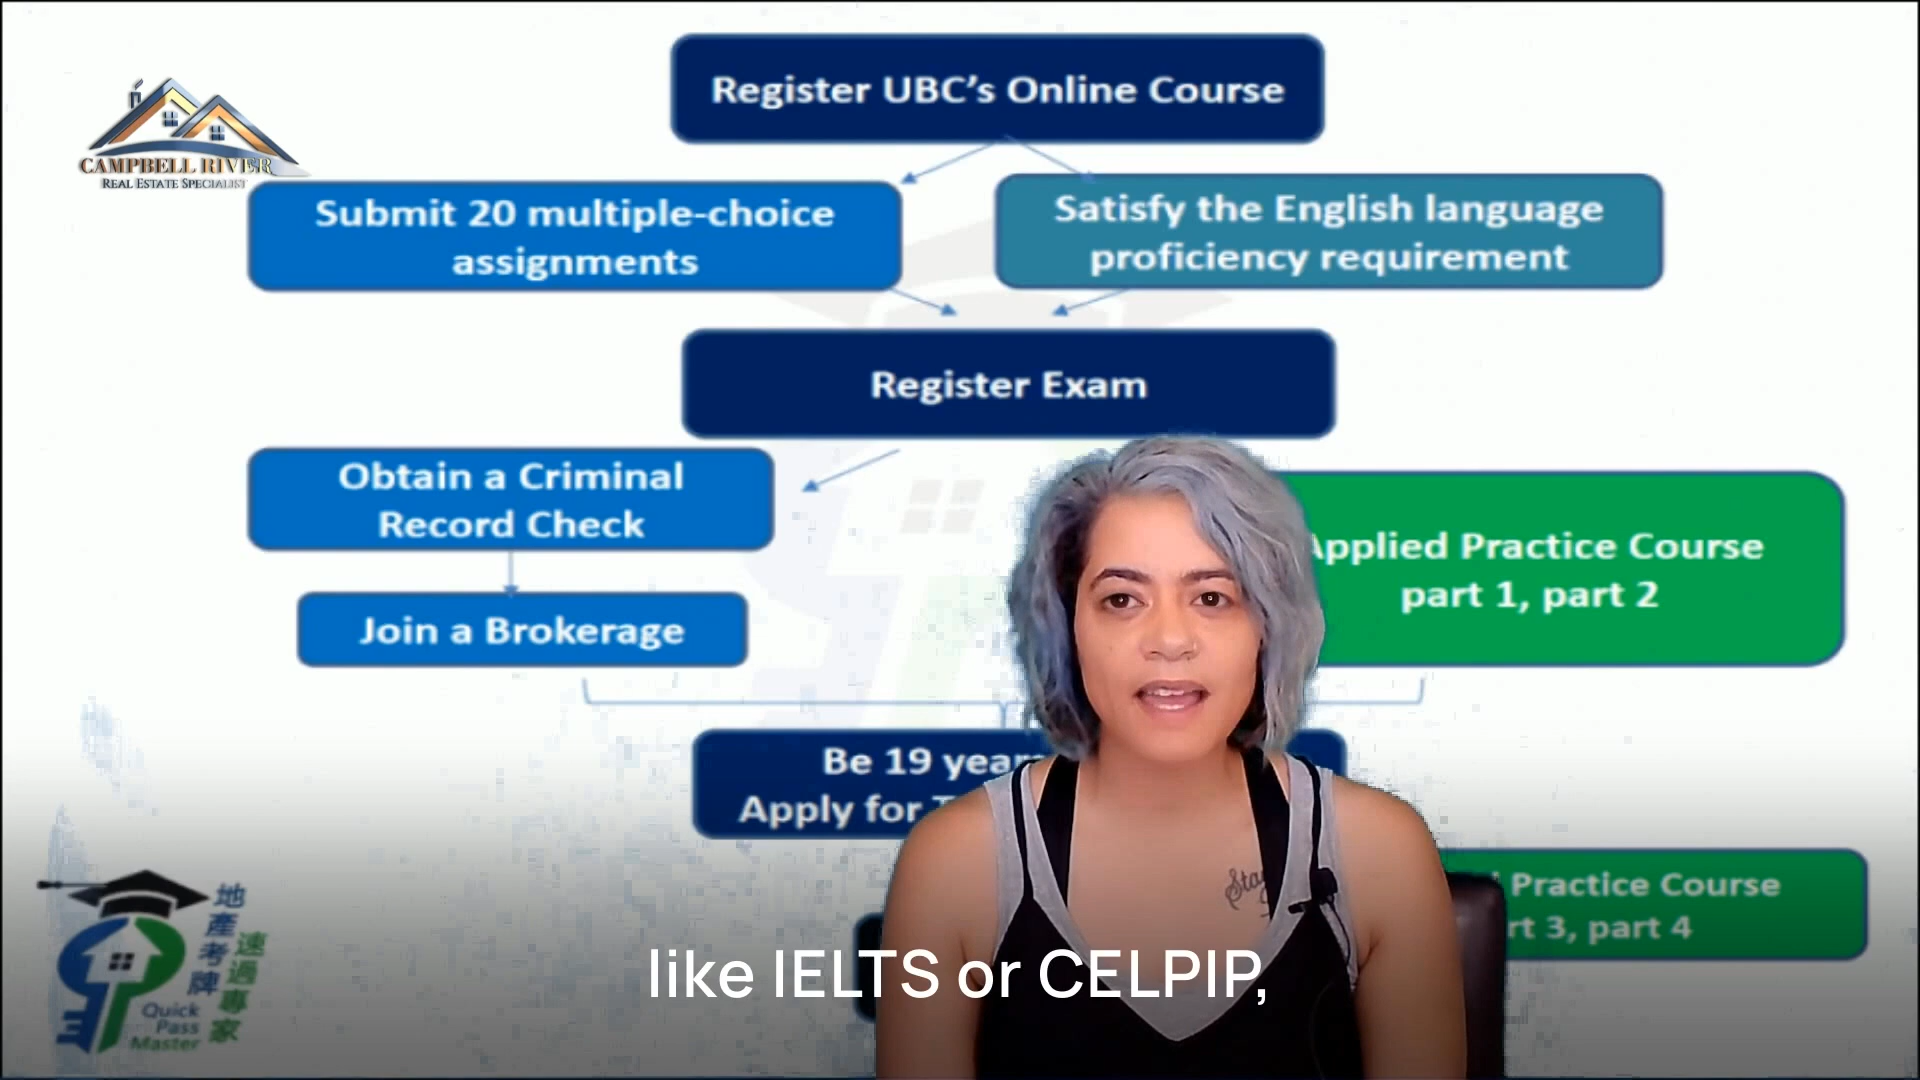 Register UBC's Online Course
CAMPBELL RIVER
REAL ESTATE SPECIALIST
Submit 20 multiple-choice
assignments
Satisfy the English language
proficiency requirement
Register Exam
Obtain a Criminal
Record Check
Applied Practice Course
part 1, part 2
Join a Brokerage
Be 19 years
Apply for
Practice Course
part 3, part 4
like IELTS or CELPIP,
地產考牌
速過專家
Quick
Pass
Master